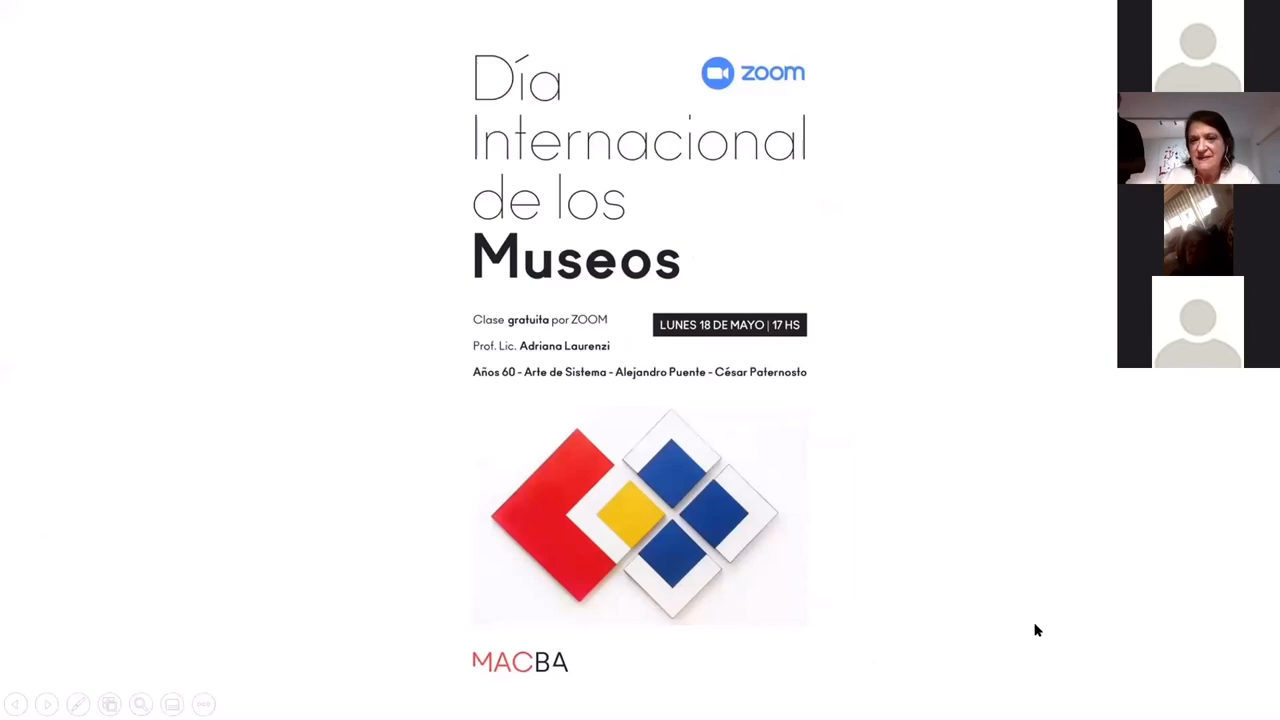 Día
zoom
Internacional
de los
Museos
Clase gratuita por ZOOM
LUNES 18 DE MAYO | 17 HS
Prof. Lic. Adriana Laurenzi
Años 60 - Arte de Sistema - Alejandro Puente - César Paternosto
MACBA